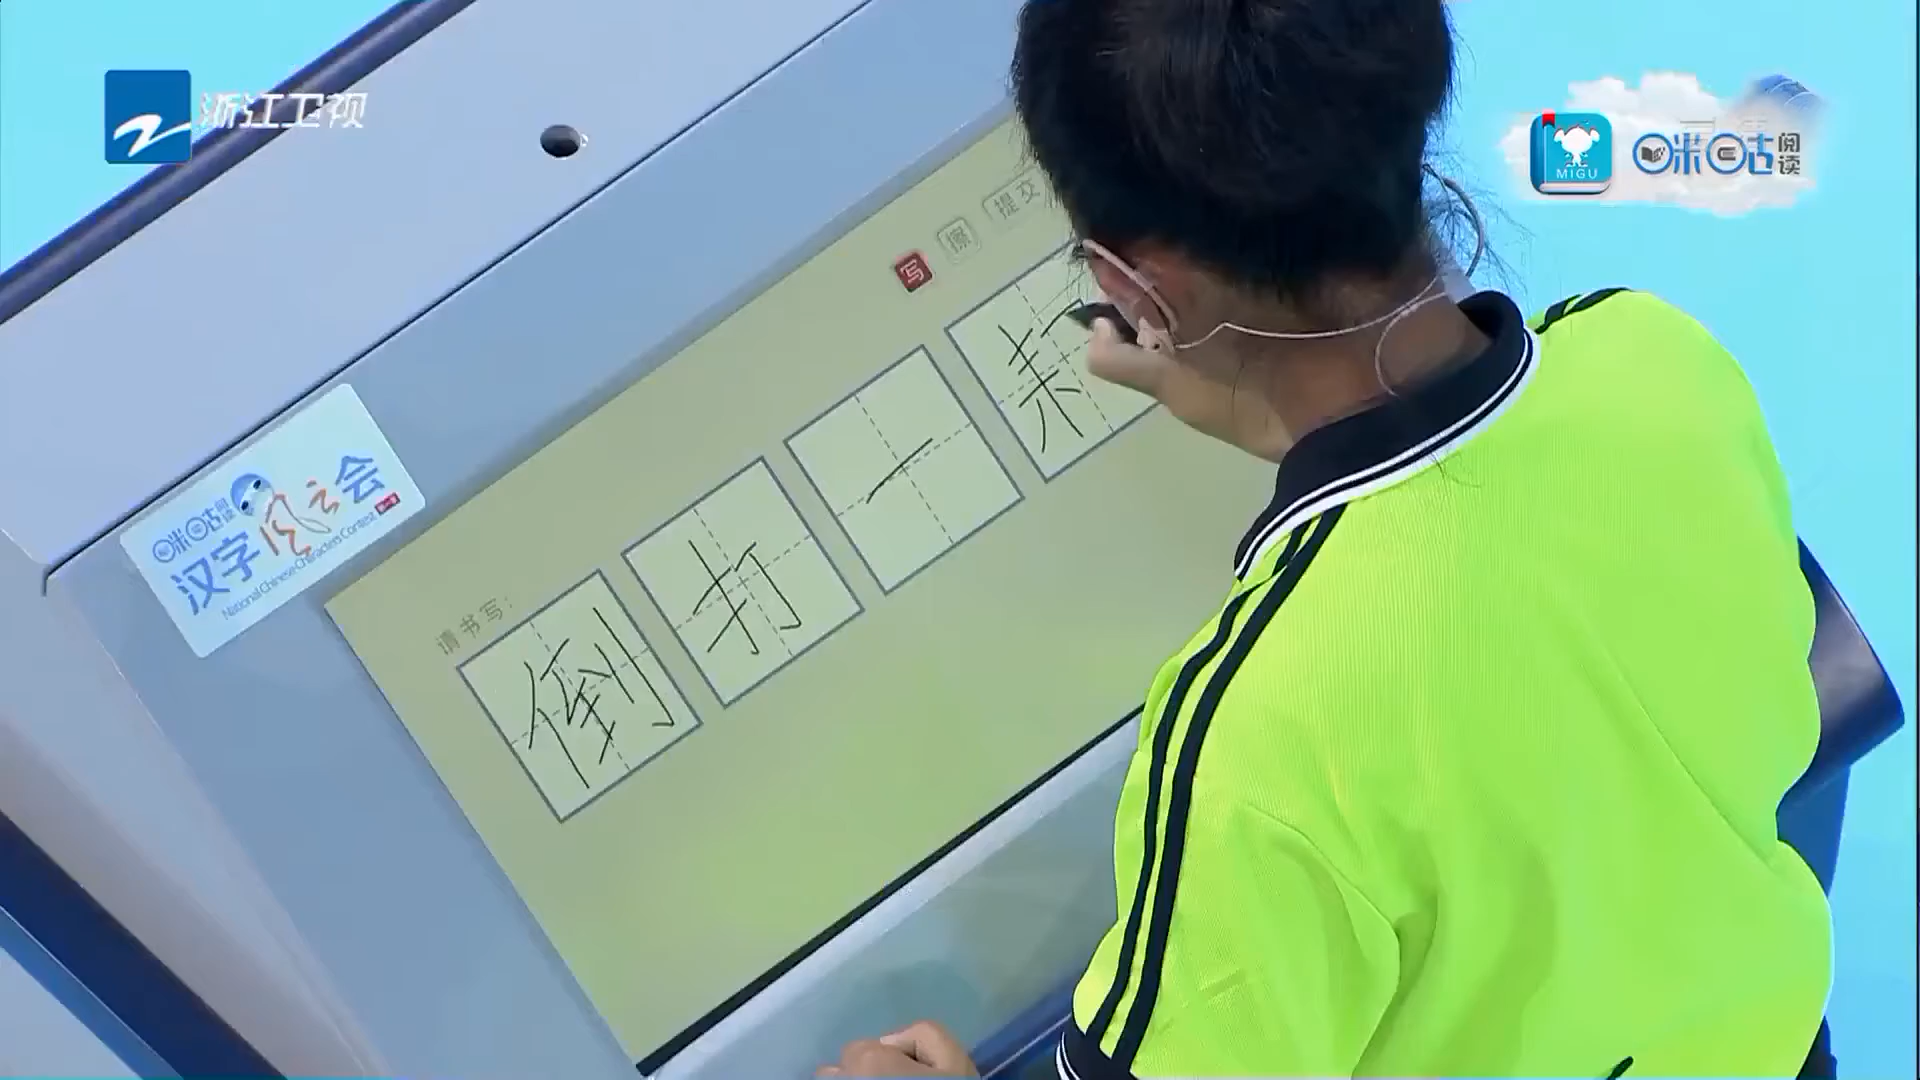 浙江卫视
MIGU 咪咕阅读
写 擦 提交
咪咕阅读
汉字风云会
National Chinese Characters Contest
请书写：
倒打一